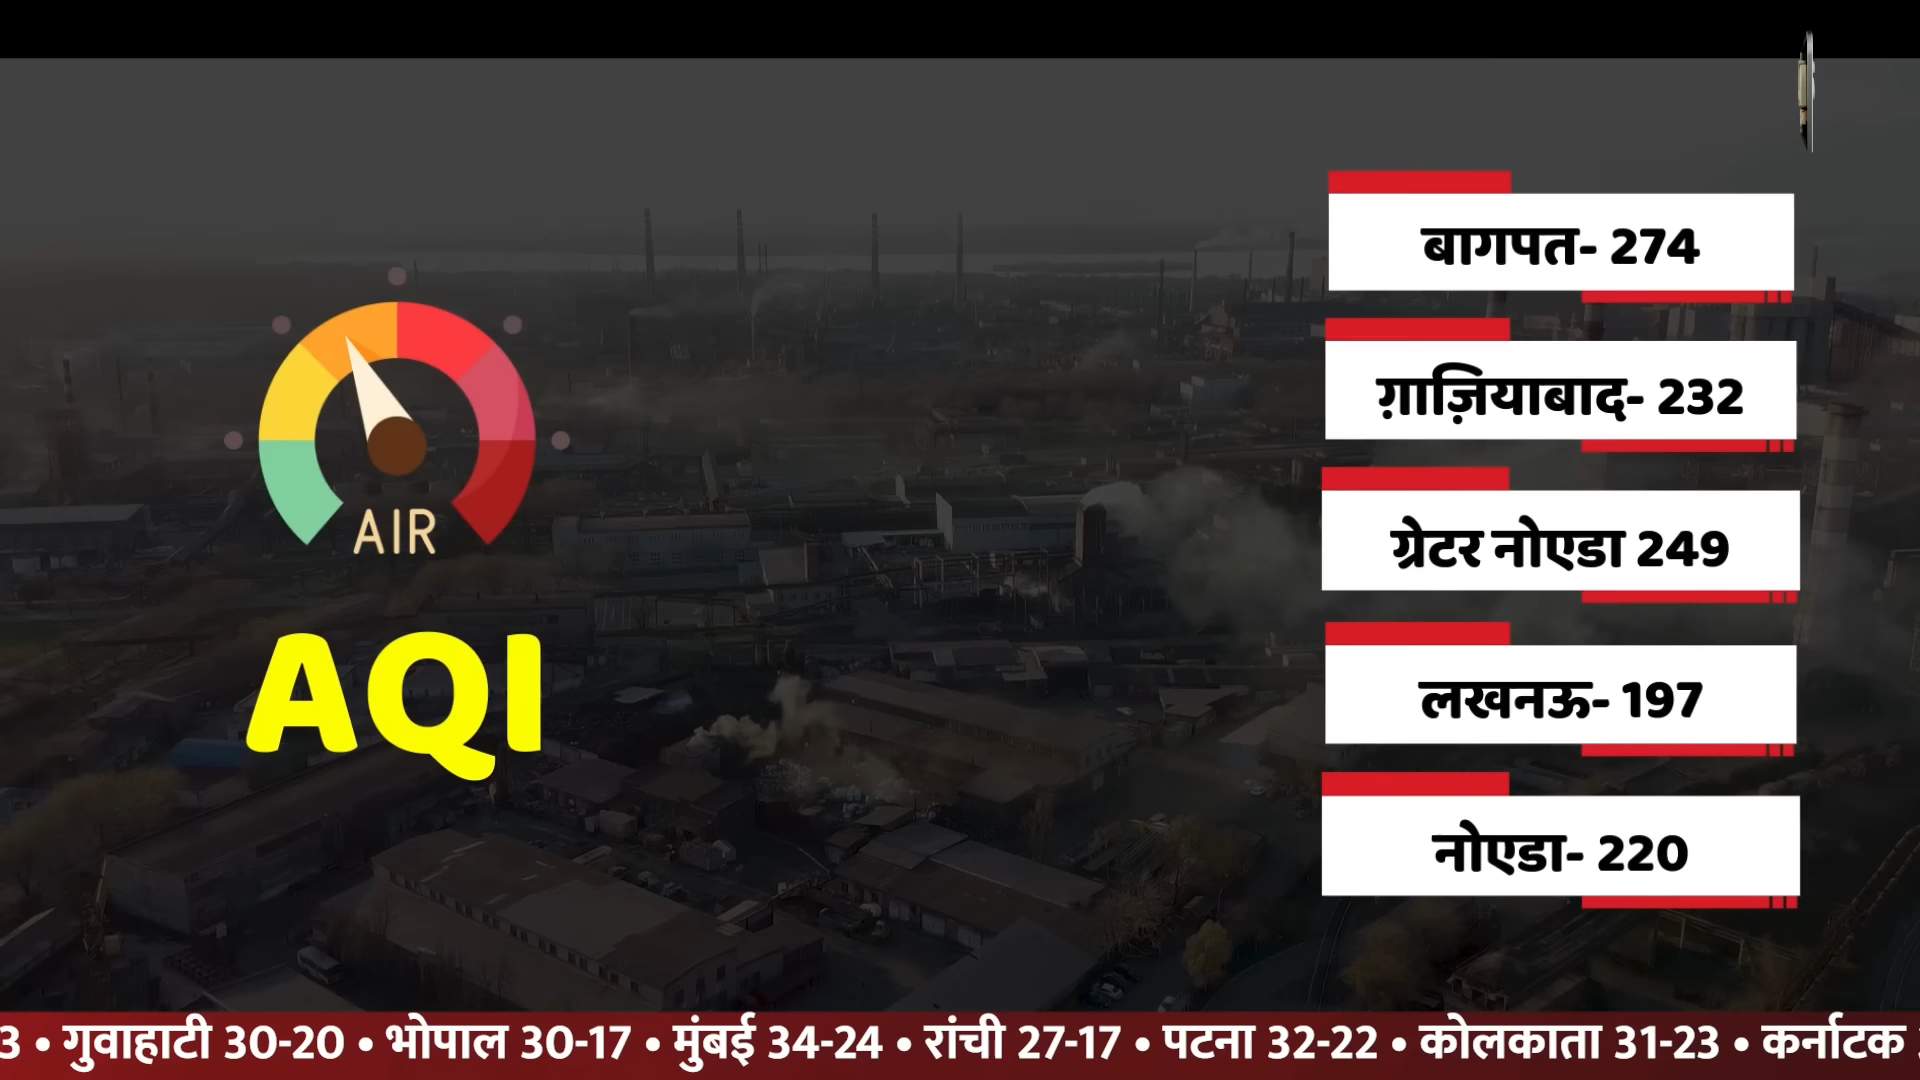 बागपत- 274
ग़ाज़ियाबाद- 232
ग्रेटर नोएडा 249
लखनऊ- 197
नोएडा- 220
AIR
AQI
3 • गुवाहाटी 30-20 • भोपाल 30-17 • मुंबई 34-24 • रांची 27-17 • पटना 32-22 • कोलकाता 31-23 • कर्नाटक